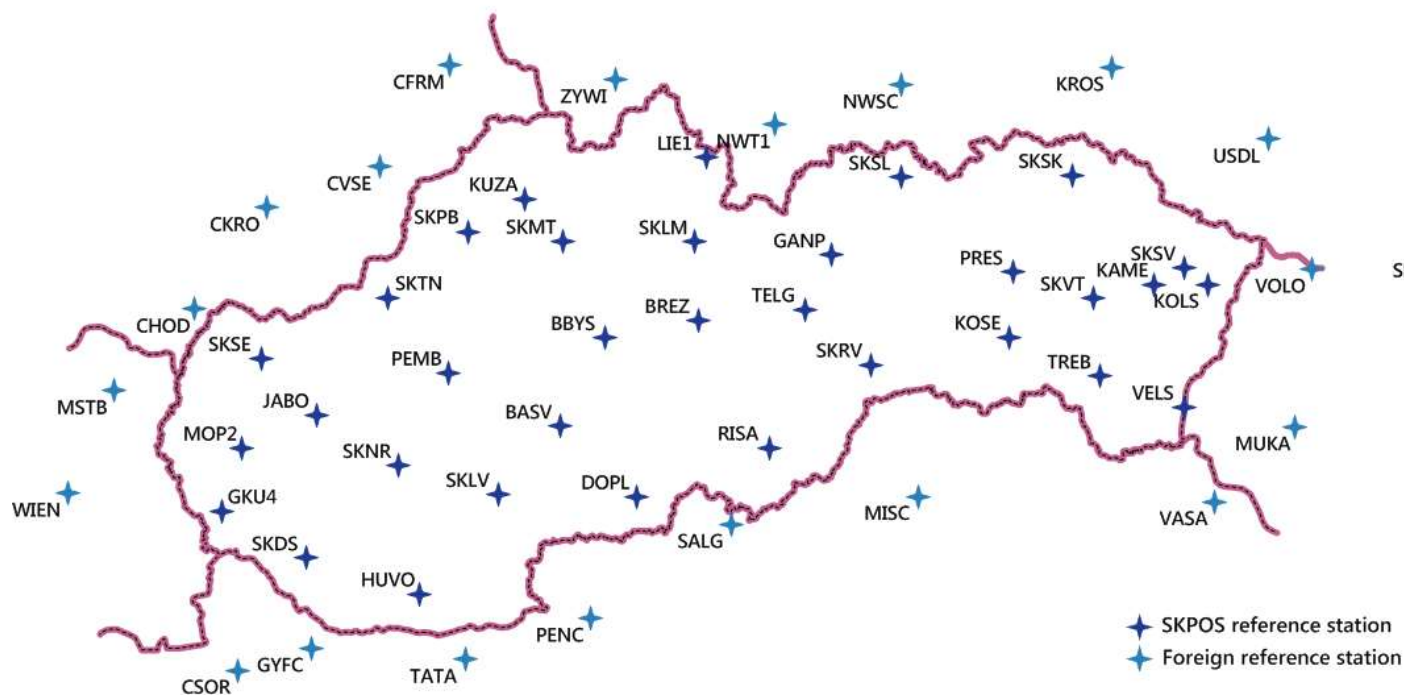 CFRM
KROS
NWSC
ZYWI
LIE1
NWT1
USDL
SKSL
SKSK
CVSE
KUZA
CKRO
SKPB
SKMT
SKLM
GANP
PRES
SKSV
KAME
SKVT
KOLS
VOLO
S
SKTN
TELG
BREZ
CHOD
BBYS
KOSE
SKSE
PEMB
SKRV
TREB
MSTB
JABO
VELS
BASV
MOP2
RISA
MUKA
SKNR
SKLV
DOPL
GKU4
WIEN
MISC
VASA
SALG
SKDS
HUVO
PENC
SKPOS reference station
GYFC
Foreign reference station
TATA
CSOR